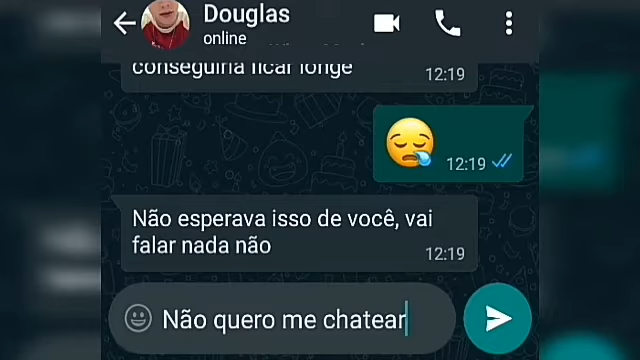 Douglas
online
conseguiria ficar longe
12:19
12:19
Não esperava isso de você, vai
falar nada não
12:19
Não quero me chatear